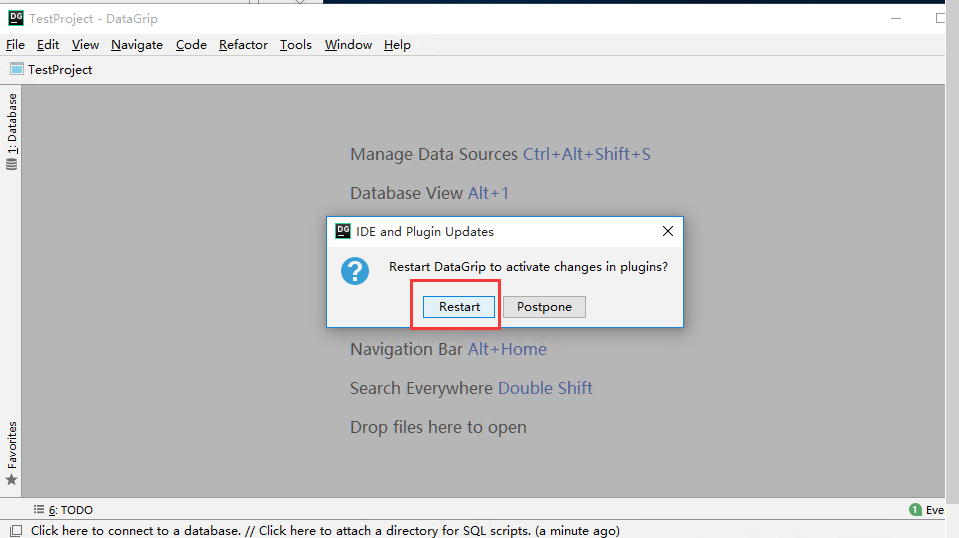 DG TestProject - DataGrip
File Edit View Navigate Code Refactor Tools Window Help
TestProject
1: Database
Manage Data Sources Ctrl+Alt+Shift+S
Database View Alt+1
DG IDE and Plugin Updates
Restart DataGrip to activate changes in plugins?
Restart Postpone
Navigation Bar Alt+Home
Search Everywhere Double Shift
Drop files here to open
Favorites
6: TODO 1 Eve
Click here to connect to a database. // Click here to attach a directory for SQL scripts. (a minute ago)